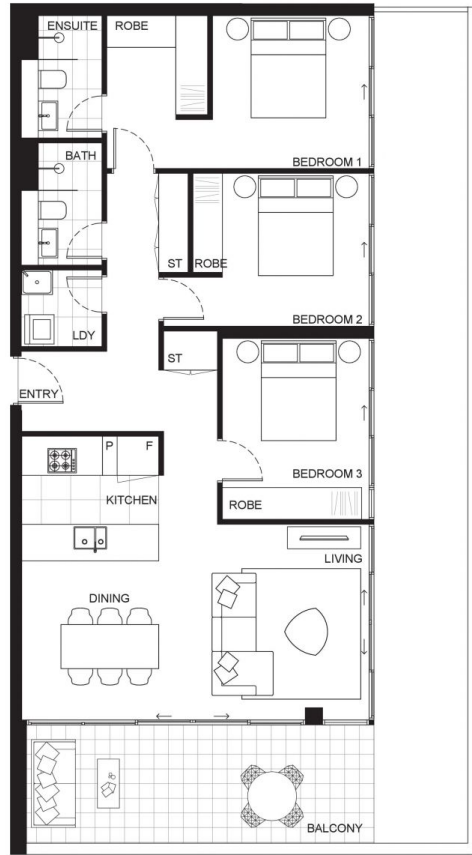 ENSUITE
ROBE
BEDROOM 1
BATH
ST
ROBE
BEDROOM 2
LDY
ST
ENTRY
P
F
KITCHEN
BEDROOM 3
ROBE
LIVING
DINING
BALCONY